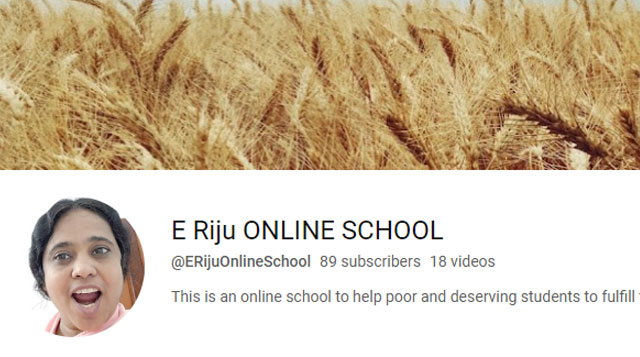 E Riju ONLINE SCHOOL
@ERijuOnlineSchool 89 subscribers 18 videos
This is an online school to help poor and deserving students to fulfill